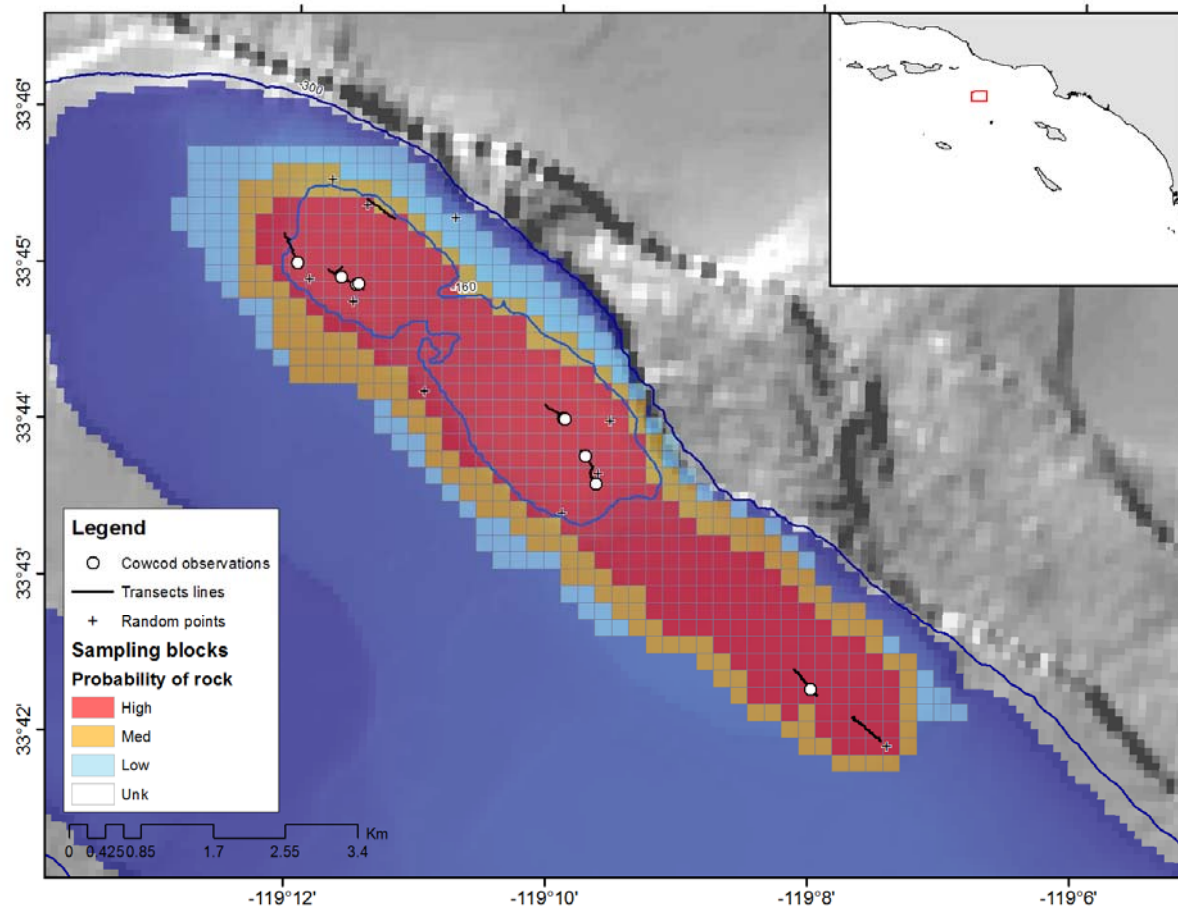 33°46'
33°45'
33°44'
33°43'
33°42'
-300
-160
Legend
Cowcod observations
Transects lines
Random points
Sampling blocks
Probability of rock
High
Med
Low
Unk
Km
0 0.425 0.85 1.7 2.55 3.4
-119°12' -119°10' -119°8' -119°6'